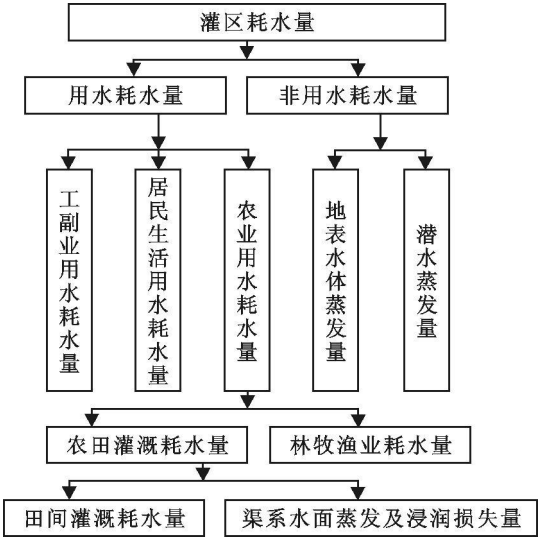 灌区耗水量
用水耗水量
非用水耗水量
工副业用水耗水量
居民生活用水耗水量
农业用水耗水量
地表水体蒸发量
潜水蒸发量
农田灌溉耗水量
林牧渔业耗水量
田间灌溉耗水量
渠系水面蒸发及浸润损失量